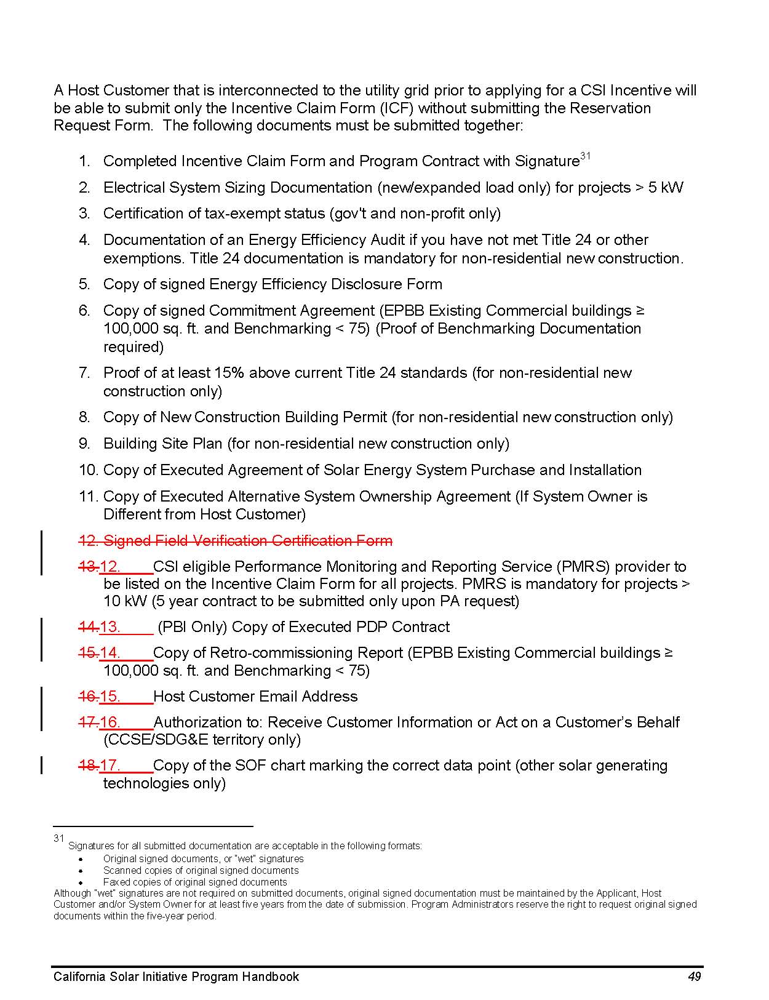 A Host Customer that is interconnected to the utility grid prior to applying for a CSI Incentive will
be able to submit only the Incentive Claim Form (ICF) without submitting the Reservation
Request Form.  The following documents must be submitted together:
1. Completed Incentive Claim Form and Program Contract with Signature31
2. Electrical System Sizing Documentation (new/expanded load only) for projects > 5 kW
3. Certification of tax-exempt status (gov't and non-profit only)
4. Documentation of an Energy Efficiency Audit if you have not met Title 24 or other
exemptions. Title 24 documentation is mandatory for non-residential new construction.
5. Copy of signed Energy Efficiency Disclosure Form
6. Copy of signed Commitment Agreement (EPBB Existing Commercial buildings ≥
100,000 sq. ft. and Benchmarking < 75) (Proof of Benchmarking Documentation
required)
7. Proof of at least 15% above current Title 24 standards (for non-residential new
construction only)
8. Copy of New Construction Building Permit (for non-residential new construction only)
9. Building Site Plan (for non-residential new construction only)
10. Copy of Executed Agreement of Solar Energy System Purchase and Installation
11. Copy of Executed Alternative System Ownership Agreement (If System Owner is
Different from Host Customer)
12. Signed Field Verification Certification Form
13.12. CSI eligible Performance Monitoring and Reporting Service (PMRS) provider to
be listed on the Incentive Claim Form for all projects. PMRS is mandatory for projects >
10 kW (5 year contract to be submitted only upon PA request)
14.13. (PBI Only) Copy of Executed PDP Contract
15.14. Copy of Retro-commissioning Report (EPBB Existing Commercial buildings ≥
100,000 sq. ft. and Benchmarking < 75)
16.15. Host Customer Email Address
17.16. Authorization to: Receive Customer Information or Act on a Customer’s Behalf
(CCSE/SDG&E territory only)
18.17. Copy of the SOF chart marking the correct data point (other solar generating
technologies only)
31 Signatures for all submitted documentation are acceptable in the following formats:
• Original signed documents, or “wet” signatures
• Scanned copies of original signed documents
• Faxed copies of original signed documents
Although “wet” signatures are not required on submitted documents, original signed documentation must be maintained by the Applicant, Host
Customer and/or System Owner for at least five years from the date of submission. Program Administrators reserve the right to request original signed
documents within the five-year period.
California Solar Initiative Program Handbook 49